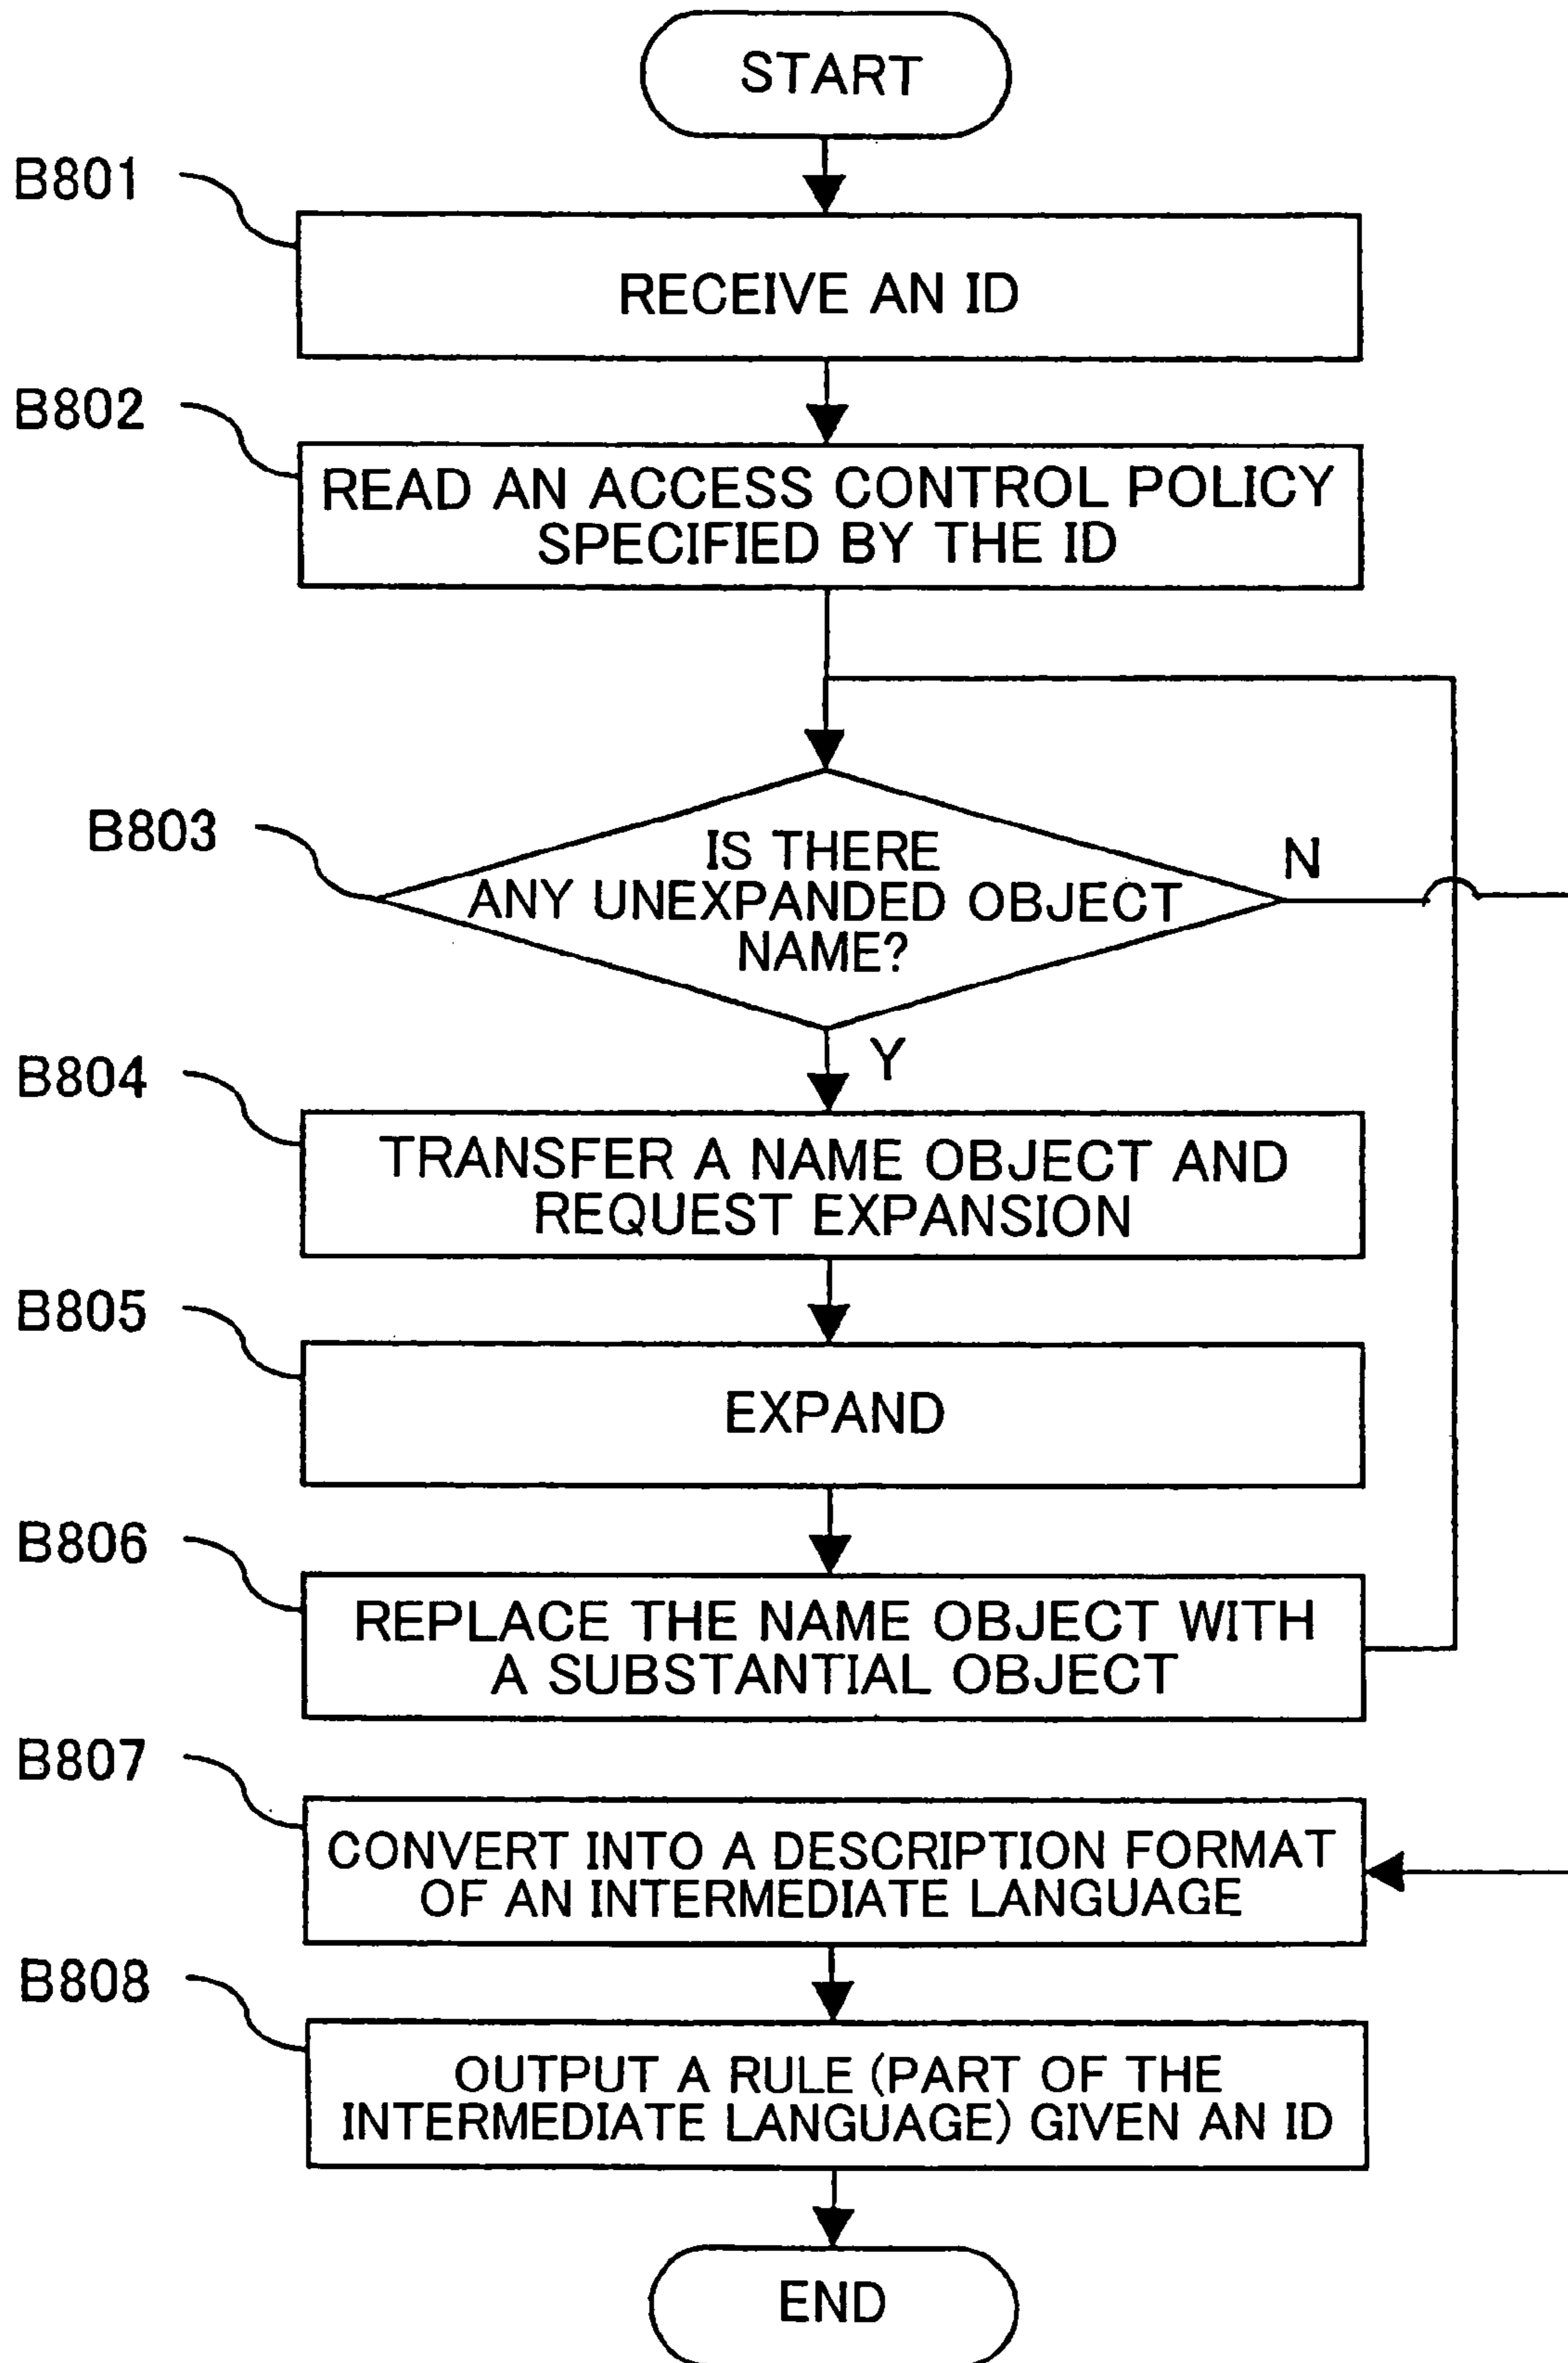 START
B801
RECEIVE AN ID
B802
READ AN ACCESS CONTROL POLICY
SPECIFIED BY THE ID
B803
IS THERE
ANY UNEXPANDED OBJECT
NAME?
N
Y
B804
TRANSFER A NAME OBJECT AND
REQUEST EXPANSION
B805
EXPAND
B806
REPLACE THE NAME OBJECT WITH
A SUBSTANTIAL OBJECT
B807
CONVERT INTO A DESCRIPTION FORMAT
OF AN INTERMEDIATE LANGUAGE
B808
OUTPUT A RULE (PART OF THE
INTERMEDIATE LANGUAGE) GIVEN AN ID
END